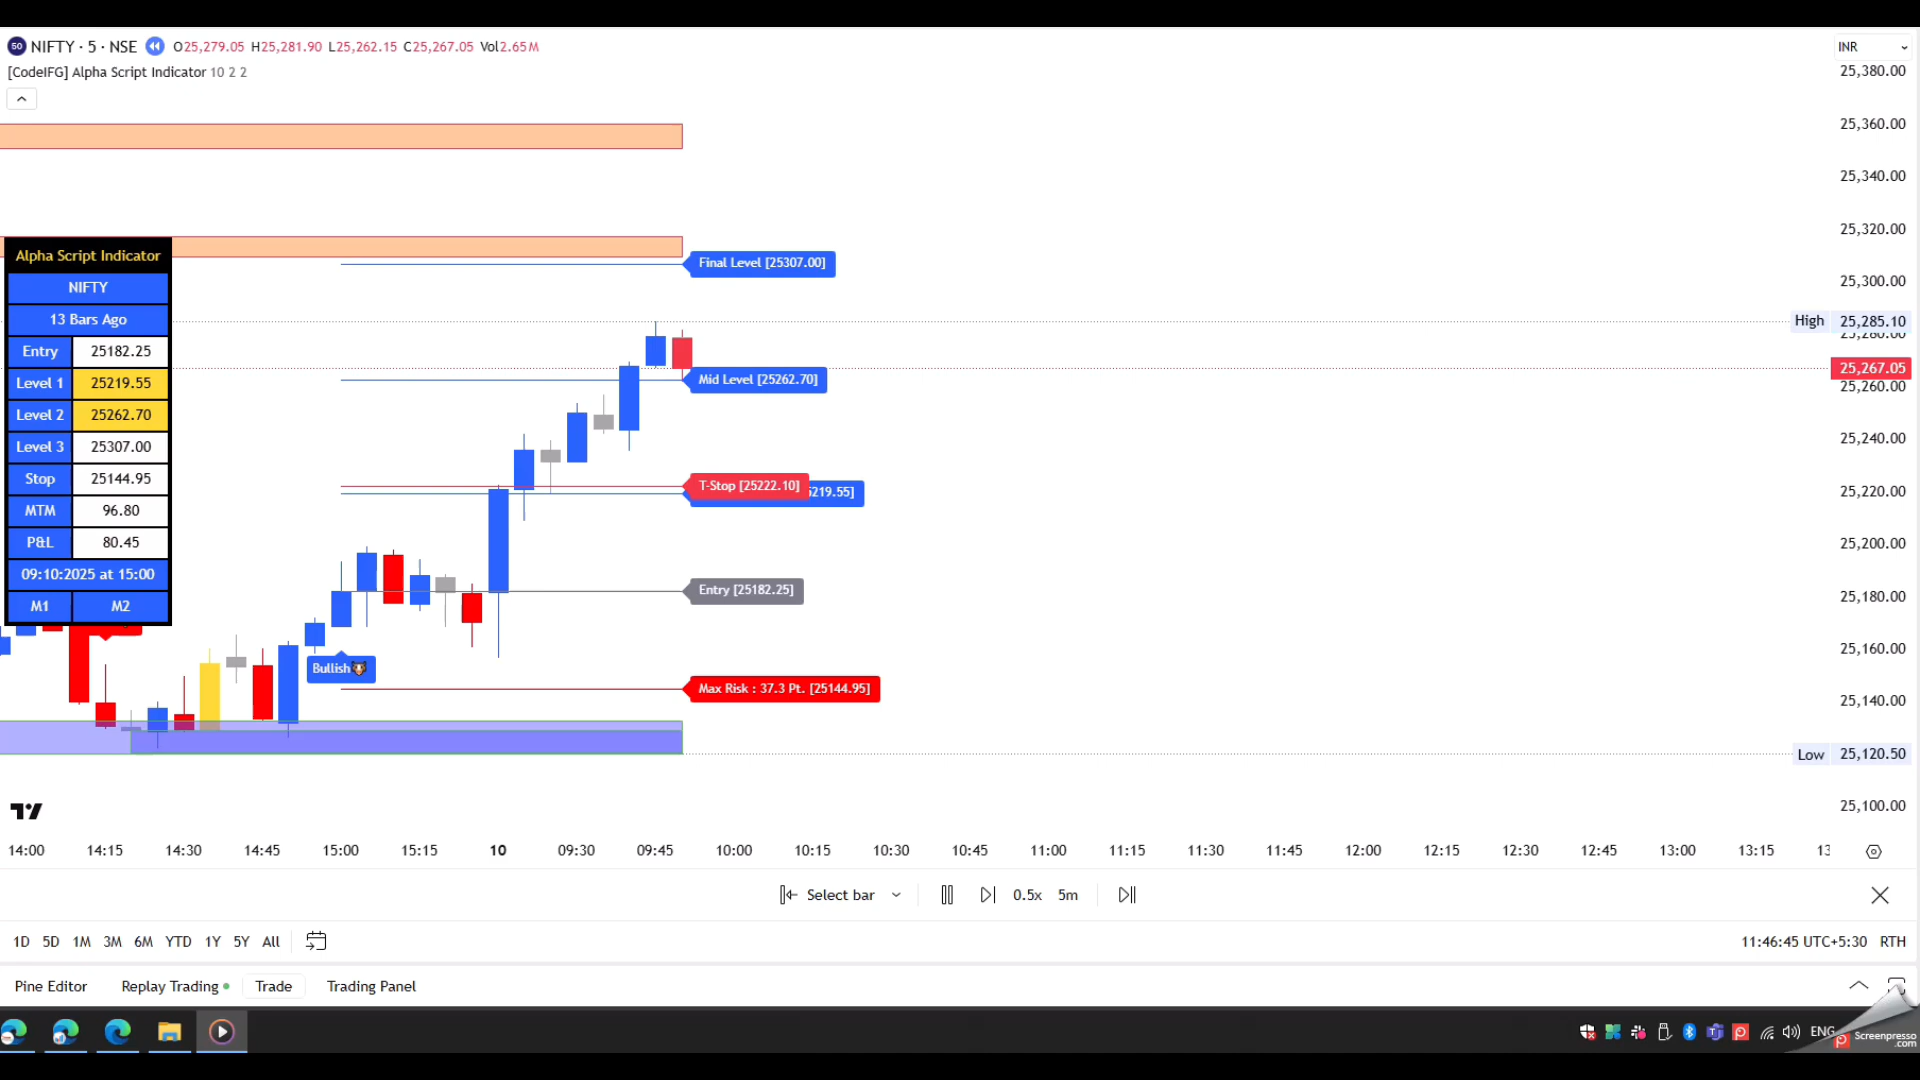 NIFTY · 5 · NSE O25,279.05 H25,281.90 L25,262.15 C25,267.05 Vol2.65M
[CodeIFG] Alpha Script Indicator 10 2 2
INR
25,380.00
25,360.00
25,340.00
25,320.00
25,300.00
High 25,285.10
25,280.00
25,267.05
25,260.00
25,240.00
25,220.00
25,200.00
25,180.00
25,160.00
25,140.00
Low 25,120.50
25,100.00
Alpha Script Indicator
NIFTY
13 Bars Ago
Entry 25182.25
Level 1 25219.55
Level 2 25262.70
Level 3 25307.00
Stop 25144.95
MTM 96.80
P&L 80.45
09:10:2025 at 15:00
M1 M2
Final Level [25307.00]
Mid Level [25262.70]
T-Stop [25222.10] 219.55]
Entry [25182.25]
Max Risk : 37.3 Pt. [25144.95]
Bullish
14:00 14:15 14:30 14:45 15:00 15:15 10 09:30 09:45 10:00 10:15 10:30 10:45 11:00 11:15 11:30 11:45 12:00 12:15 12:30 12:45 13:00 13:15
Select bar 0.5x 5m
1D 5D 1M 3M 6M YTD 1Y 5Y All 11:46:45 UTC+5:30 RTH
Pine Editor Replay Trading Trade Trading Panel
ENG
Screenpresso
.com